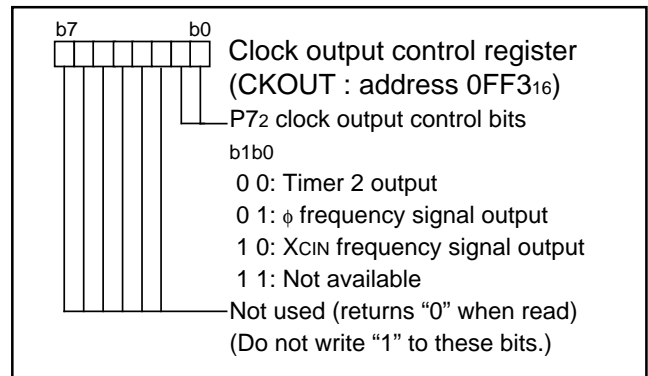 b7 b0
Clock output control register
(CKOUT : address 0FF316)
P72 clock output control bits
b1b0
0 0: Timer 2 output
0 1: ϕ frequency signal output
1 0: XCIN frequency signal output
1 1: Not available
Not used (returns “0” when read)
(Do not write “1” to these bits.)